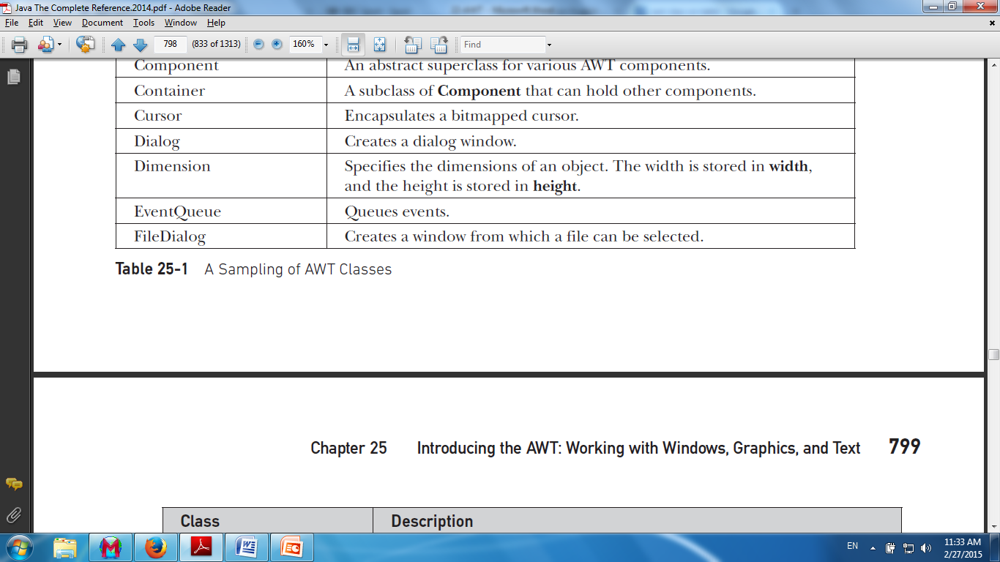 Java The Complete Reference.2014.pdf - Adobe Reader
File Edit View Document Tools Window Help
798 (833 of 1313) 160% Find
Component An abstract superclass for various AWT components.
Container A subclass of Component that can hold other components.
Cursor Encapsulates a bitmapped cursor.
Dialog Creates a dialog window.
Dimension Specifies the dimensions of an object. The width is stored in width,
and the height is stored in height.
EventQueue Queues events.
FileDialog Creates a window from which a file can be selected.
Table 25-1 A Sampling of AWT Classes
Chapter 25 Introducing the AWT: Working with Windows, Graphics, and Text 799
Class Description
EN 11:33 AM
2/27/2015